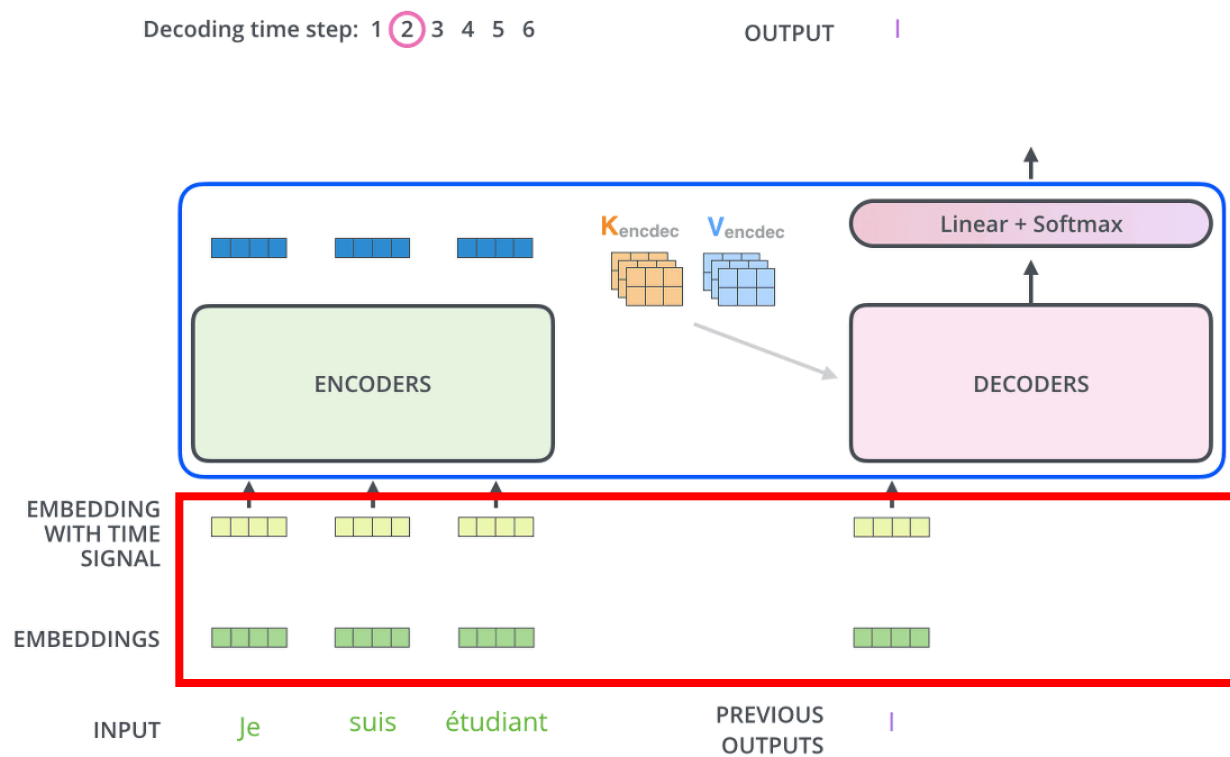 Decoding time step: 1 2 3 4 5 6
OUTPUT I
Kencdec Vencdec
Linear + Softmax
ENCODERS
DECODERS
EMBEDDING
WITH TIME
SIGNAL
EMBEDDINGS
INPUT Je suis étudiant
PREVIOUS
OUTPUTS
I